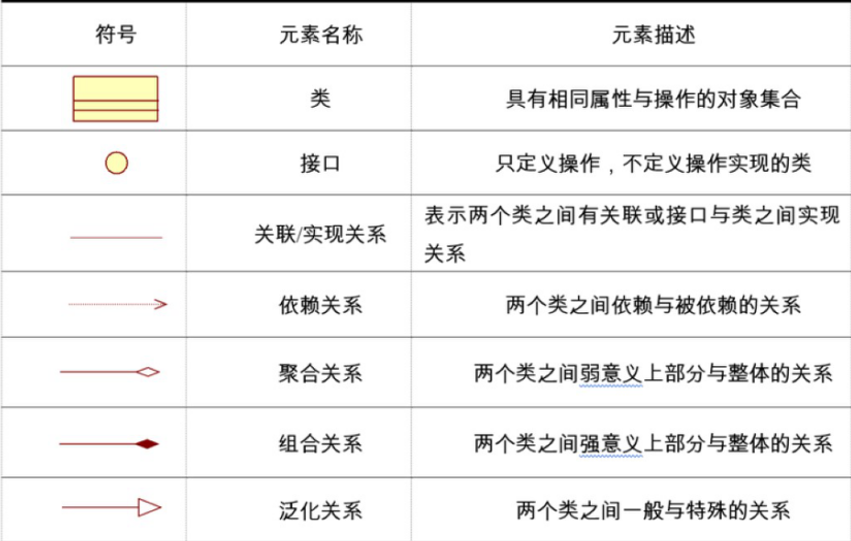 符号 元素名称 元素描述
类 具有相同属性与操作的对象集合
接口 只定义操作，不定义操作实现的类
关联/实现关系 表示两个类之间有关联或接口与类之间实现
关系
依赖关系 两个类之间依赖与被依赖的关系
聚合关系 两个类之间弱意义上部分与整体的关系
组合关系 两个类之间强意义上部分与整体的关系
泛化关系 两个类之间一般与特殊的关系